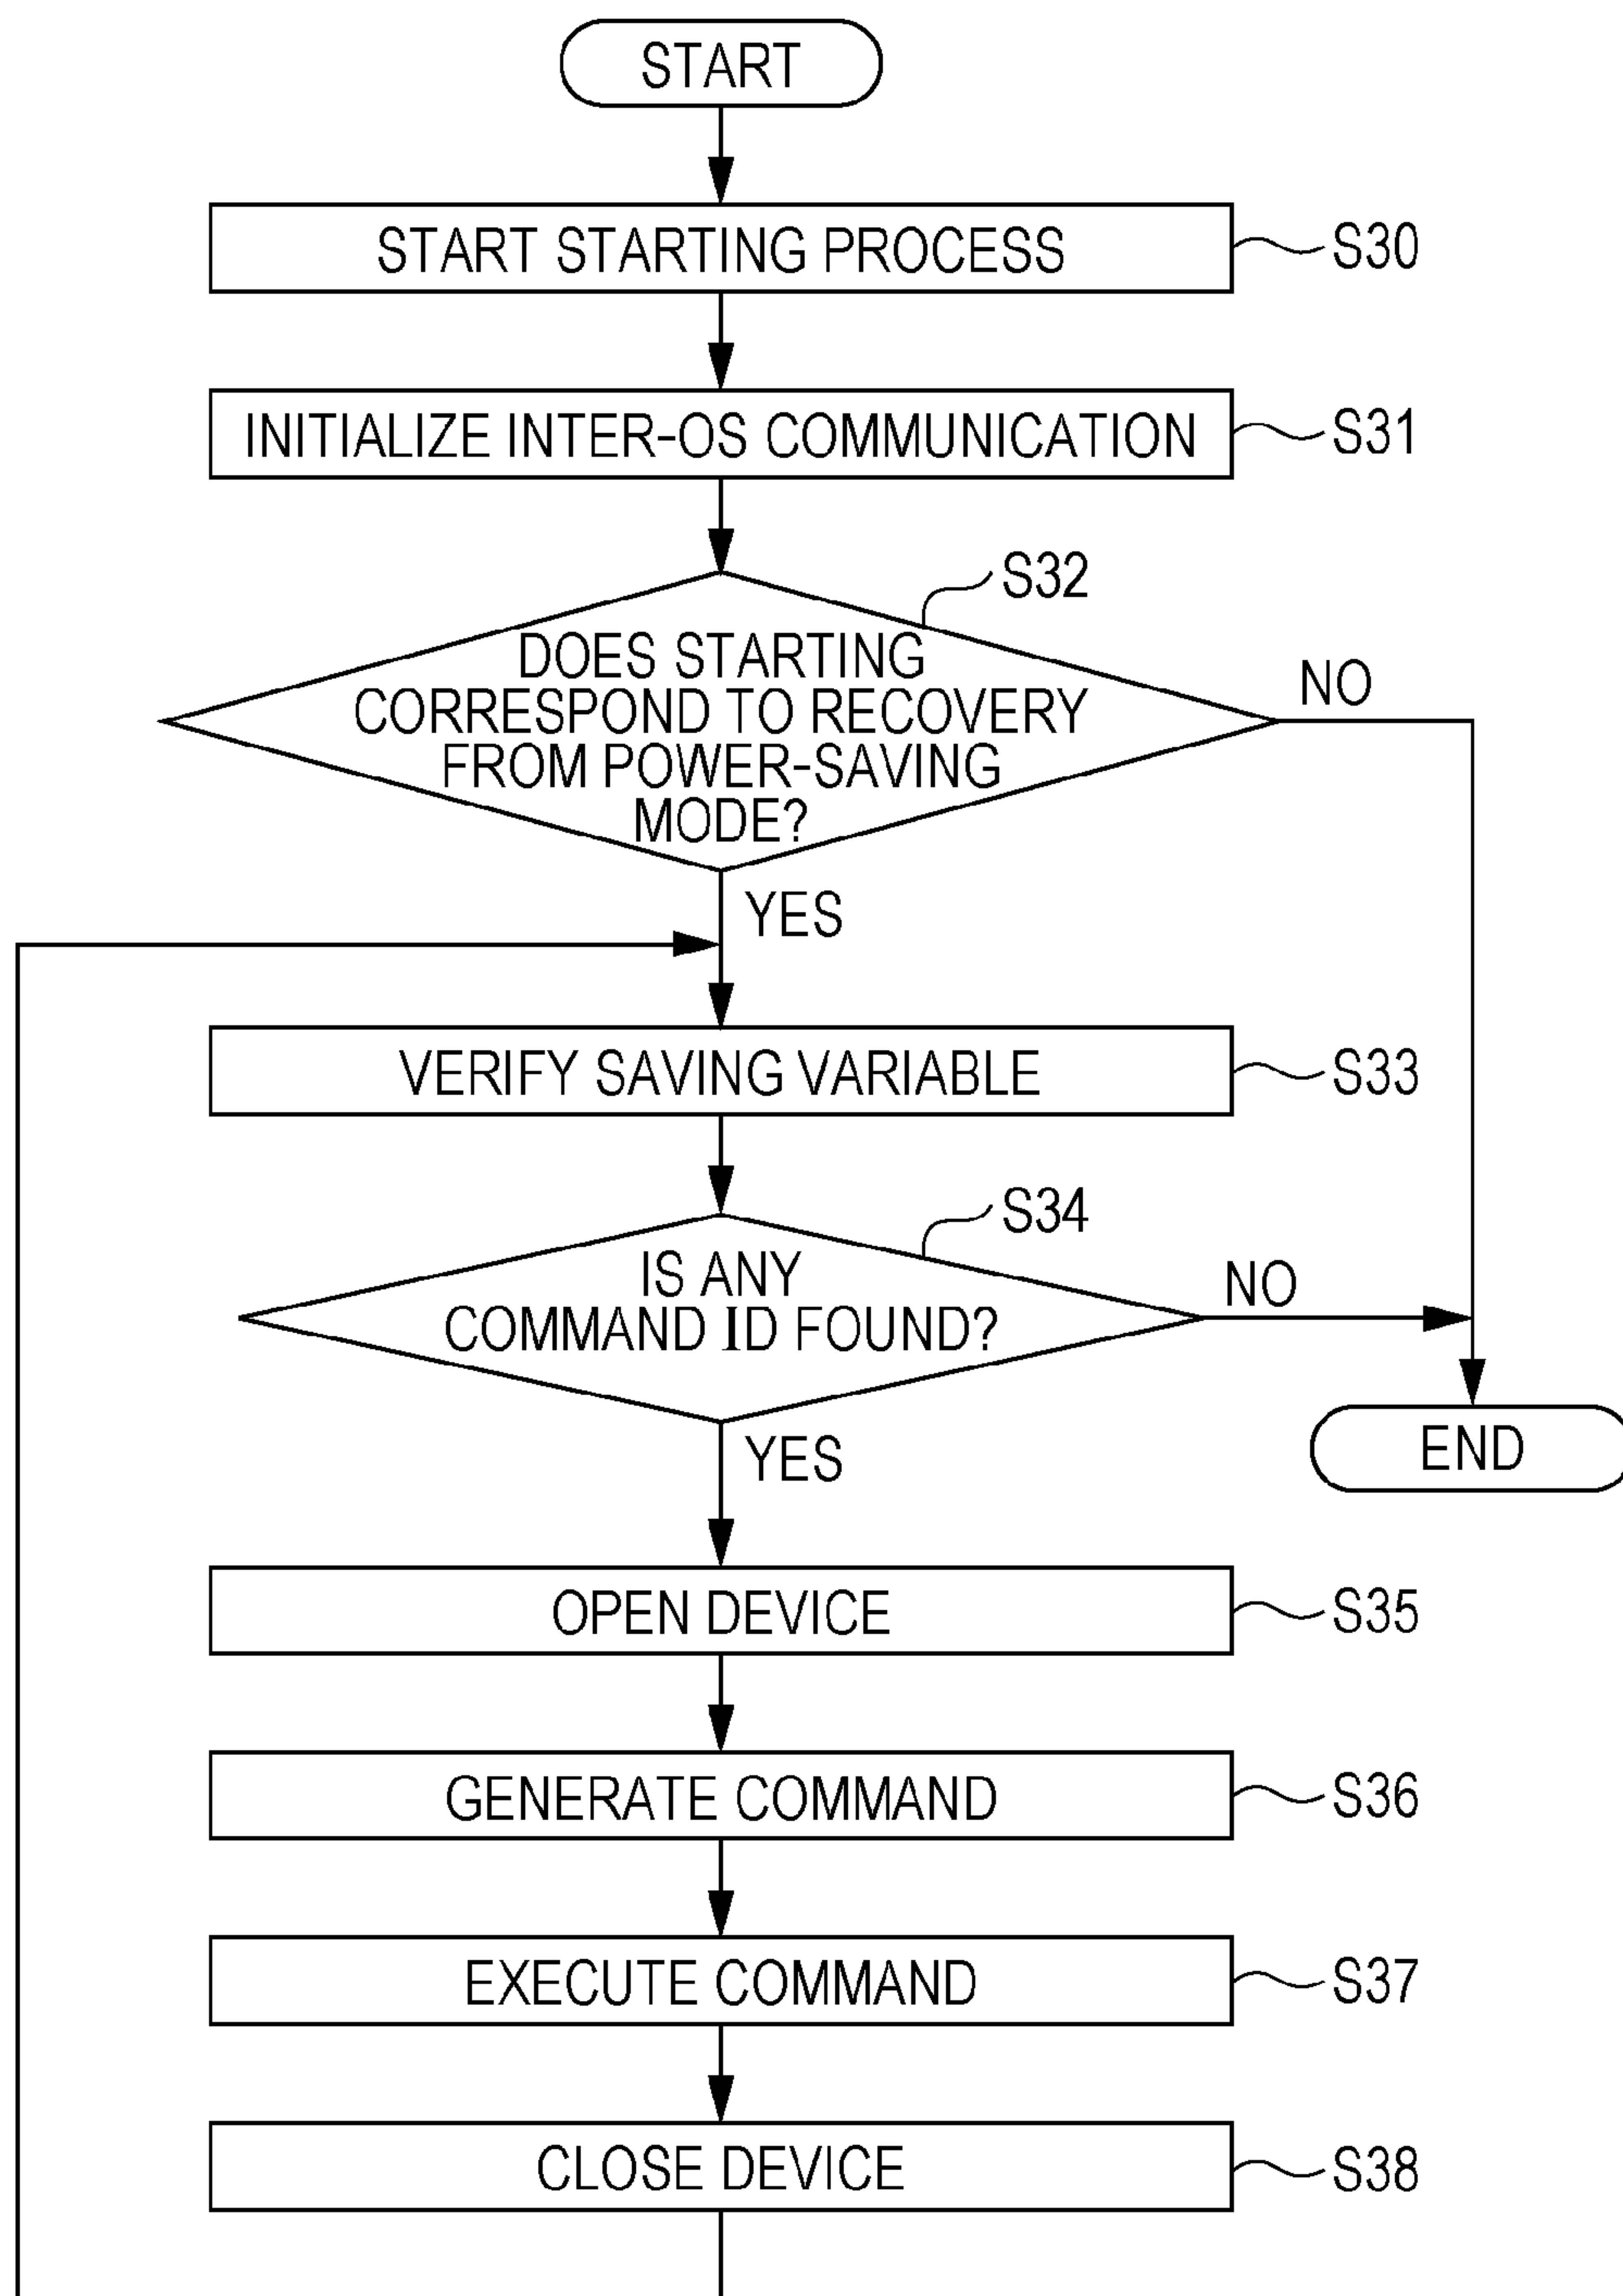 START
START STARTING PROCESS
S30
INITIALIZE INTER-OS COMMUNICATION
S31
S32
DOES STARTING
CORRESPOND TO RECOVERY
FROM POWER-SAVING
MODE?
NO
YES
VERIFY SAVING VARIABLE
S33
S34
IS ANY
COMMAND ID FOUND?
NO
YES
END
OPEN DEVICE
S35
GENERATE COMMAND
S36
EXECUTE COMMAND
S37
CLOSE DEVICE
S38